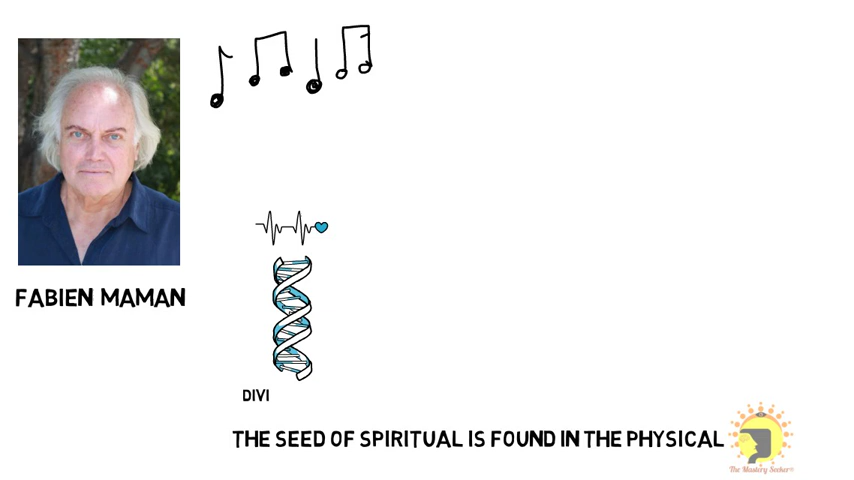 FABIEN MAMAN
DIVI
THE SEED OF SPIRITUAL IS FOUND IN THE PHYSICAL
The Mastery Seeker